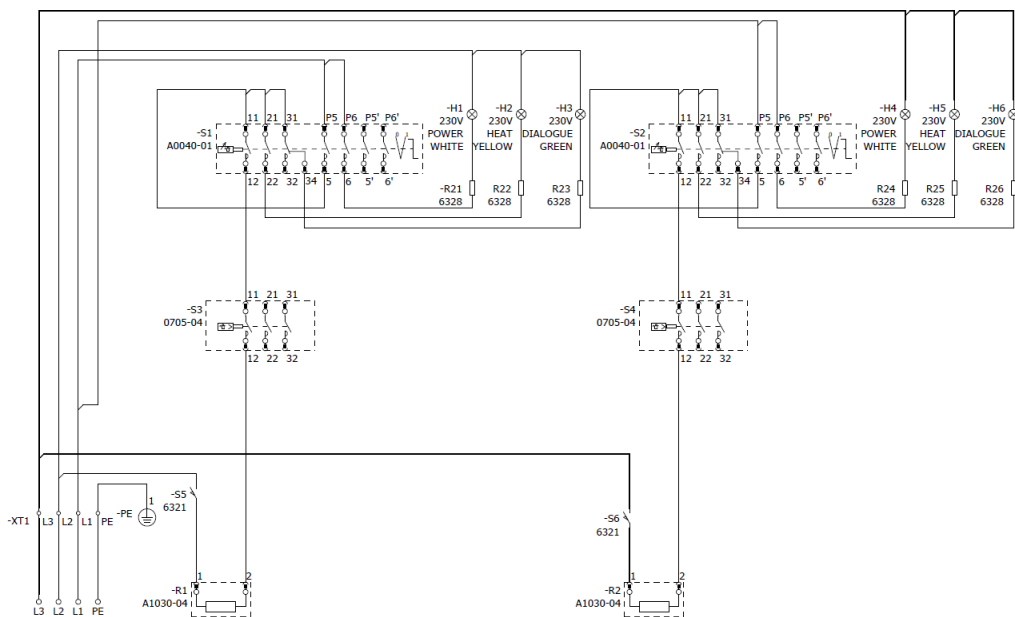 11 21 31 P5 P6 P5' P6'
-S1
A0040-01
12 22 32 34 5 6 5' 6'
-H1
230V
POWER
WHITE
-R21
6328
-H2
230V
HEAT
YELLOW
R22
6328
-H3
230V
DIALOGUE
GREEN
R23
6328
11 21 31 P5 P6 P5' P6'
-S2
A0040-01
12 22 32 34 5 6 5' 6'
-H4
230V
POWER
WHITE
R24
6328
-H5
230V
HEAT
YELLOW
R25
6328
-H6
230V
DIALOGUE
GREEN
R26
6328
11 21 31
-S3
0705-04
12 22 32
11 21 31
-S4
0705-04
12 22 32
-S5
6321
-S6
6321
-XT1 L3 L2 L1 PE
-PE 1
1 2
-R1
A1030-04
1 2
-R2
A1030-04
L3 L2 L1 PE